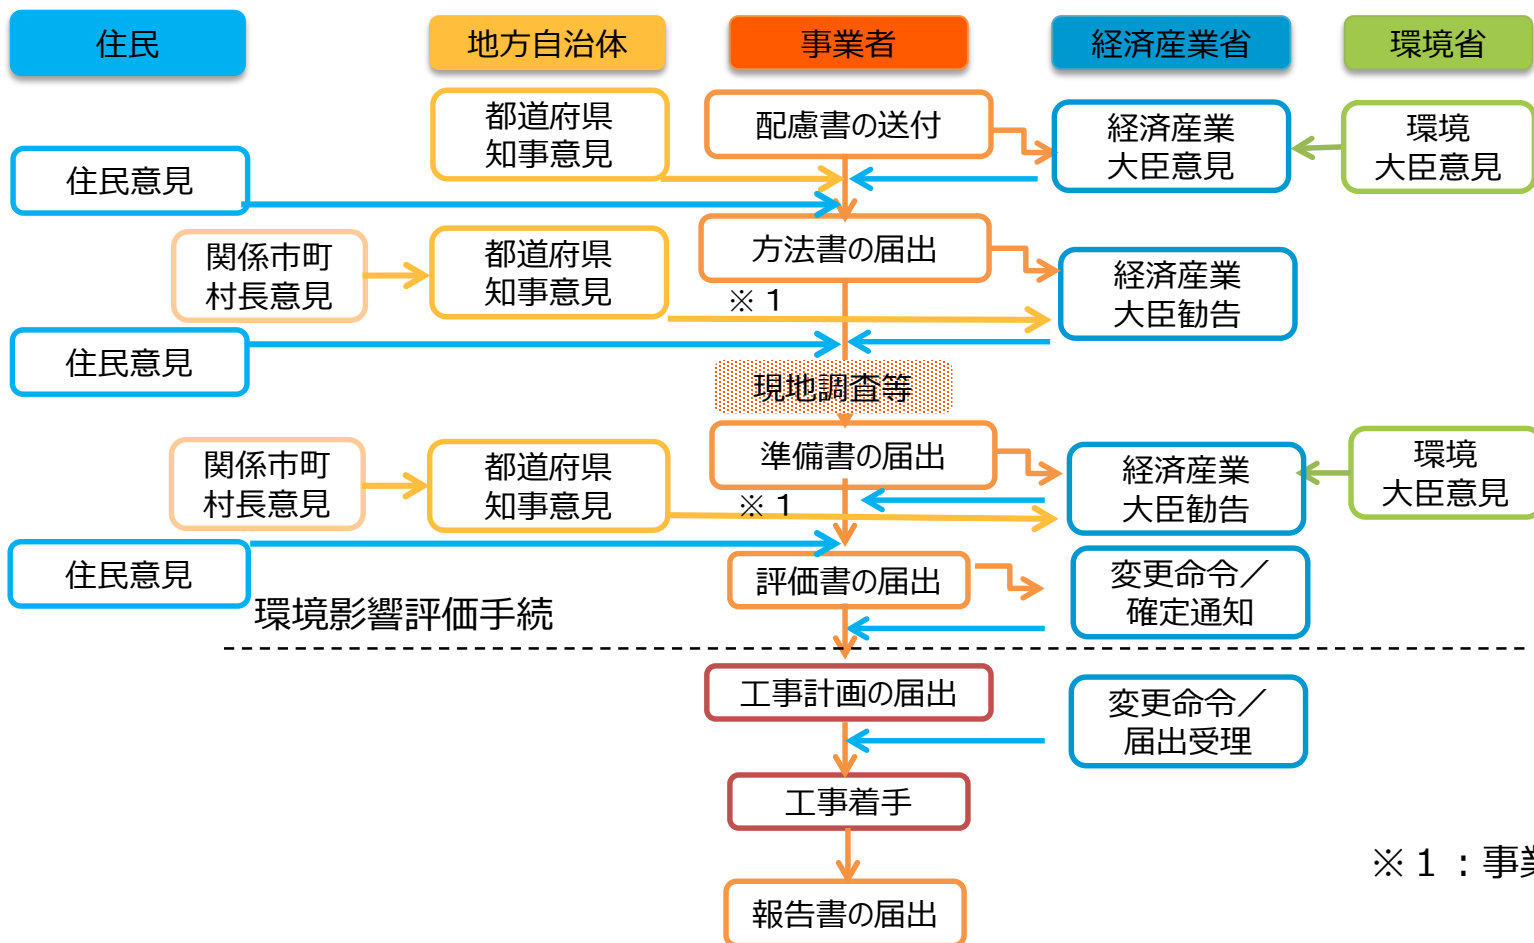 住民
地方自治体
事業者
経済産業省
環境省
都道府県
知事意見
配慮書の送付
経済産業
大臣意見
環境
大臣意見
住民意見
関係市町
村長意見
都道府県
知事意見
方法書の届出
※１
経済産業
大臣勧告
住民意見
現地調査等
関係市町
村長意見
都道府県
知事意見
準備書の届出
※１
経済産業
大臣勧告
環境
大臣意見
住民意見
評価書の届出
変更命令／
確定通知
環境影響評価手続
工事計画の届出
変更命令／
届出受理
工事着手
※１：事業
報告書の届出